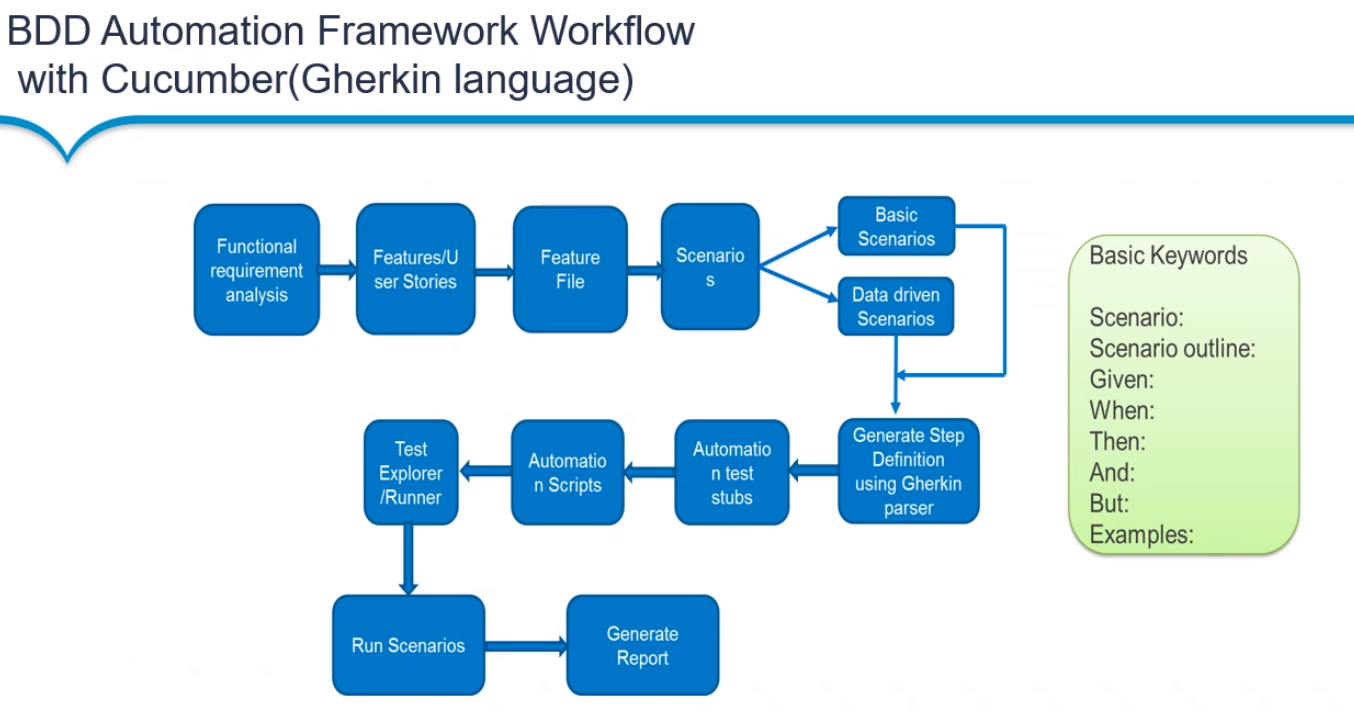 BDD Automation Framework Workflow
with Cucumber(Gherkin language)
Functional
requirement
analysis
Features/U
ser Stories
Feature
File
Scenario
s
Basic
Scenarios
Data driven
Scenarios
Basic Keywords
Scenario:
Scenario outline:
Given:
When:
Then:
And:
But:
Examples:
Test
Explorer
/Runner
Automatio
n Scripts
Automatio
n test
stubs
Generate Step
Definition
using Gherkin
parser
Run Scenarios
Generate
Report